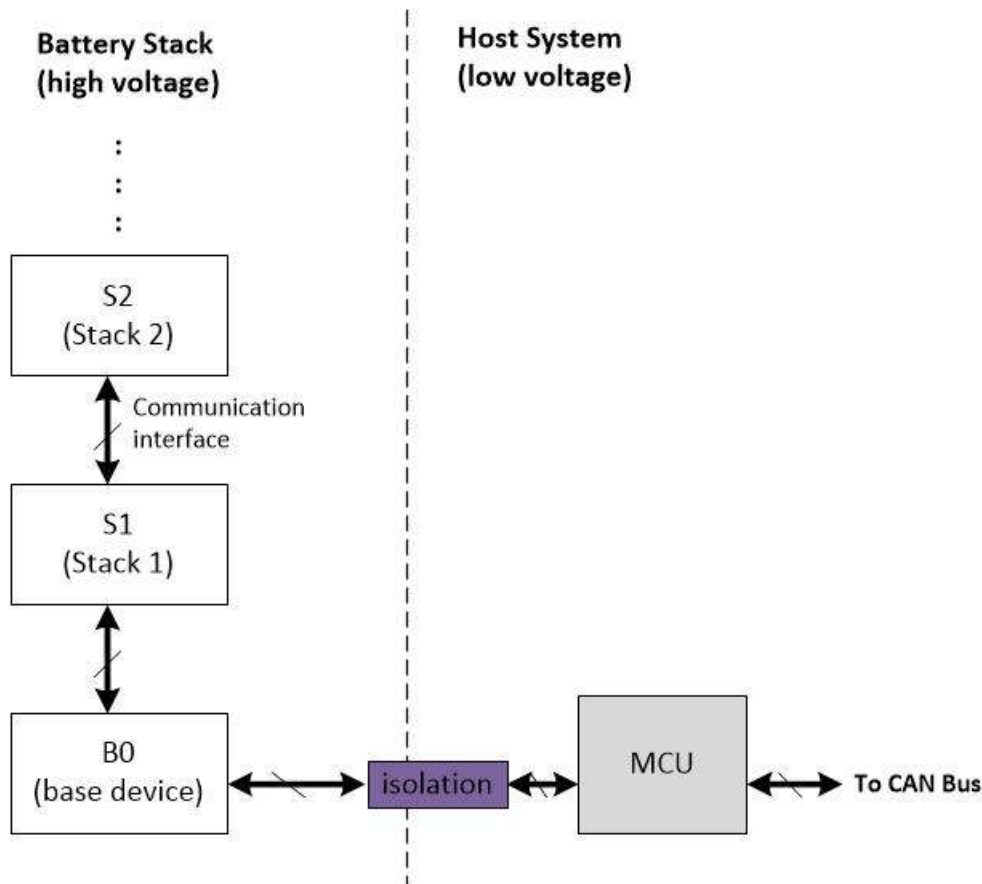 Battery Stack
(high voltage)
Host System
(low voltage)
:
:
:
S2
(Stack 2)
Communication
interface
S1
(Stack 1)
B0
(base device)
isolation
MCU
To CAN Bus